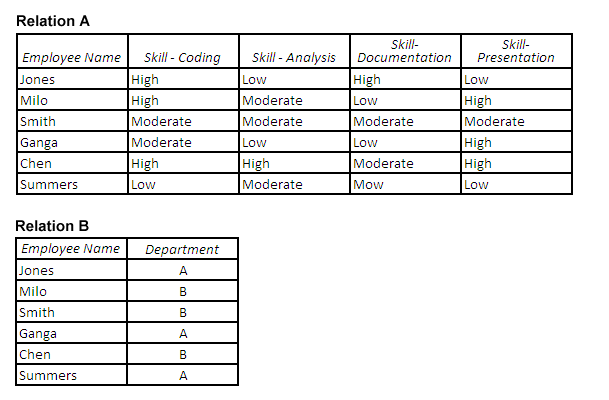 Relation A
Skill- Skill-
Employee Name Skill - Coding Skill - Analysis Documentation Presentation
Jones High Low High Low
Milo High Moderate Low High
Smith Moderate Moderate Moderate Moderate
Ganga Moderate Low Low High
Chen High High Moderate High
Summers Low Moderate Mow Low
Relation B
Employee Name Department
Jones A
Milo B
Smith B
Ganga A
Chen B
Summers A